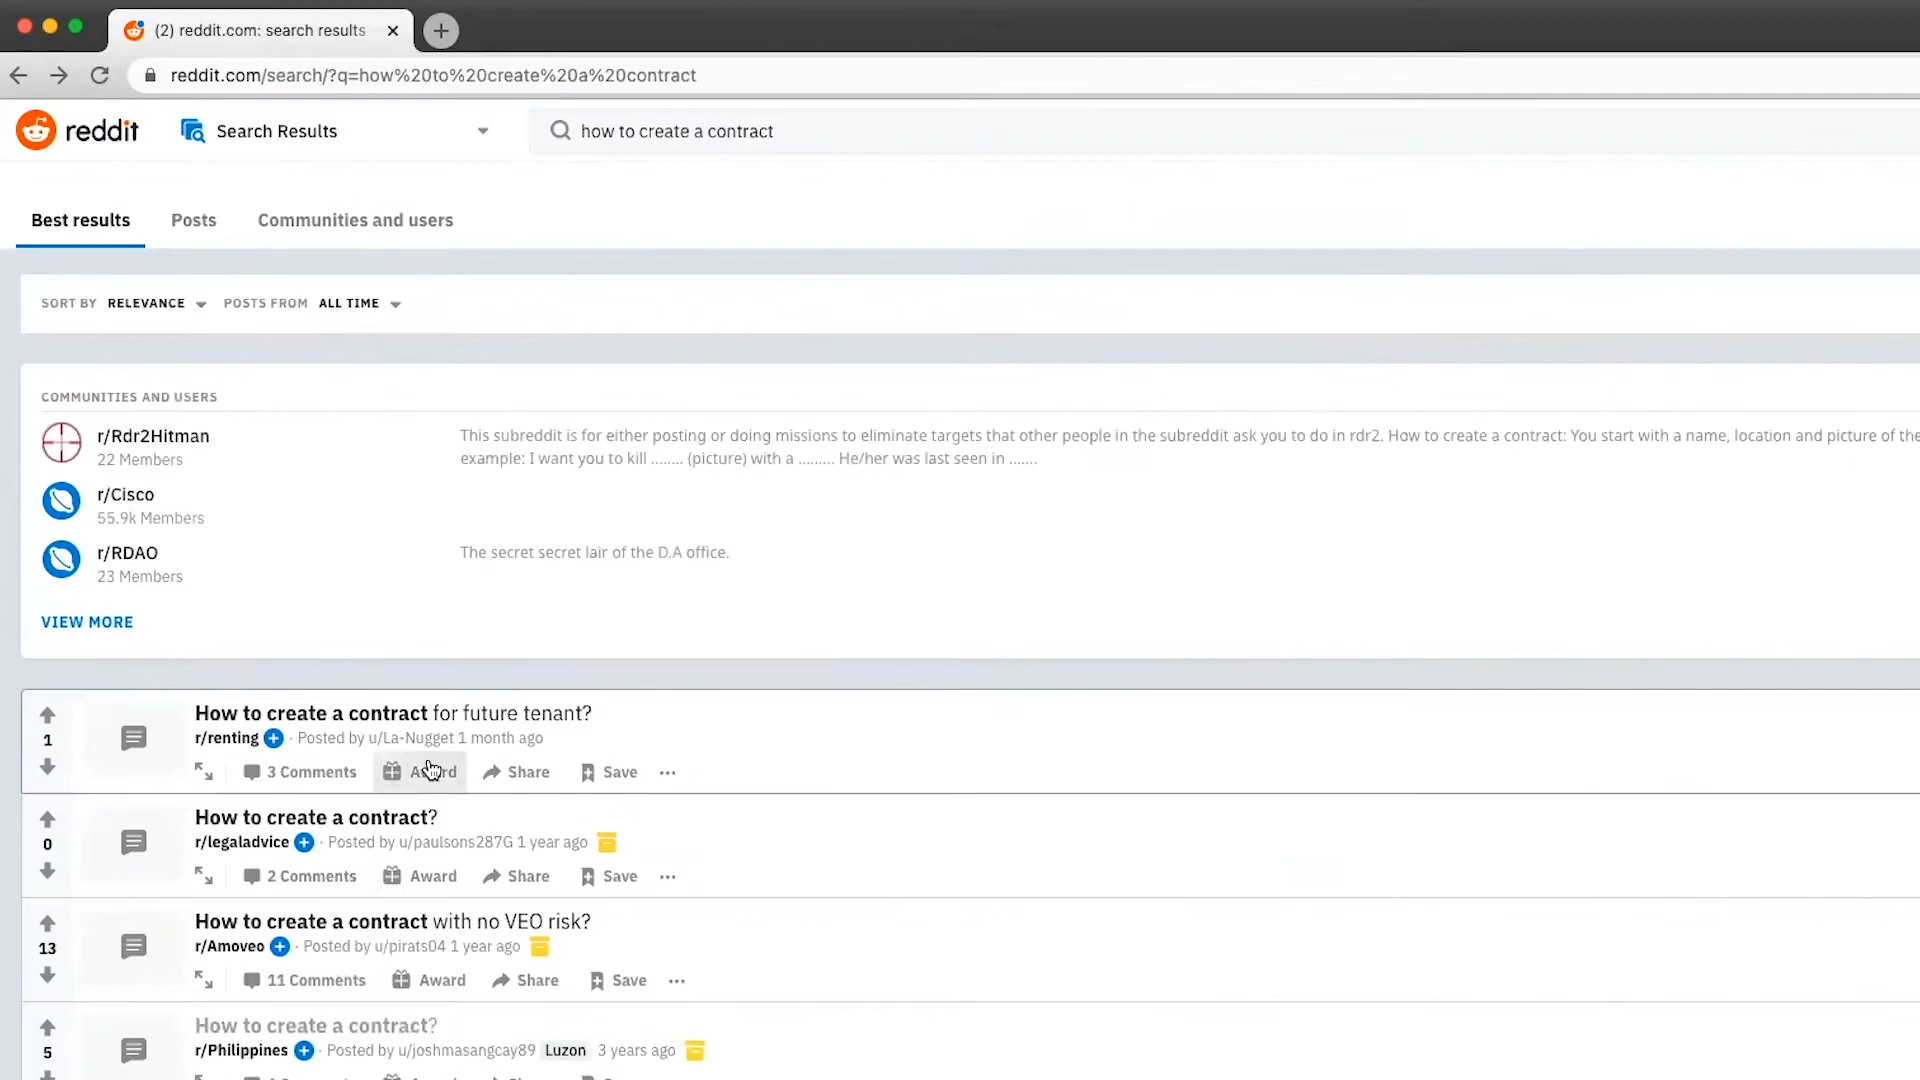 (2) reddit.com: search results
reddit.com/search/?q=how%20to%20create%20a%20contract
reddit
Search Results
how to create a contract
Best results
Posts
Communities and users
SORT BY RELEVANCE
POSTS FROM ALL TIME
COMMUNITIES AND USERS
r/Rdr2Hitman
22 Members
This subreddit is for either posting or doing missions to eliminate targets that other people in the subreddit ask you to do in rdr2. How to create a contract: You start with a name, location and picture of the
example: I want you to kill ........ (picture) with a ......... He/her was last seen in .......
r/Cisco
55.9k Members
r/RDAO
23 Members
The secret secret lair of the D.A office.
VIEW MORE
1
How to create a contract for future tenant?
r/renting · Posted by u/La-Nugget 1 month ago
3 Comments Award Share Save
0
How to create a contract?
r/legaladvice · Posted by u/paulsons287G 1 year ago
2 Comments Award Share Save
13
How to create a contract with no VEO risk?
r/Amoveo · Posted by u/pirats04 1 year ago
11 Comments Award Share Save
5
How to create a contract?
r/Philippines · Posted by u/joshmasangcay89 Luzon 3 years ago